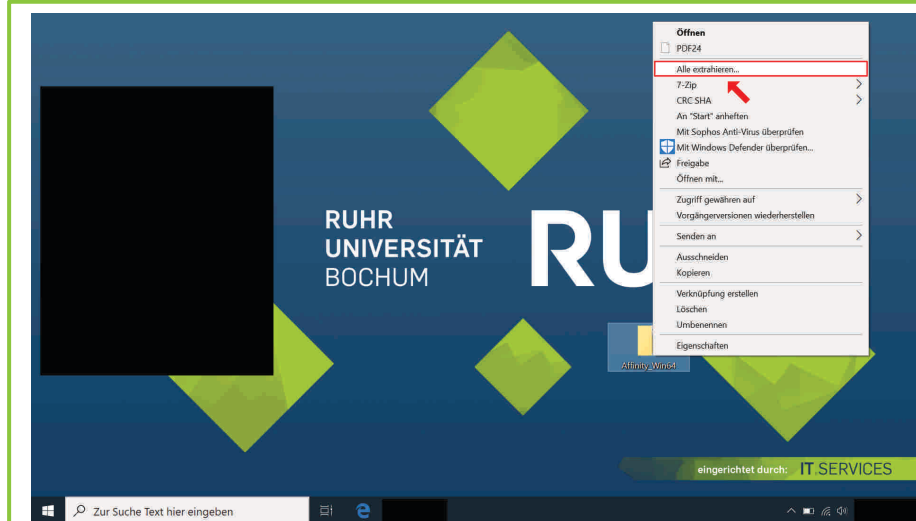 Öffnen
PDF24
Alle extrahieren...
7-Zip
CRC SHA
An "Start" anheften
Mit Sophos Anti-Virus überprüfen
Mit Windows Defender überprüfen...
Freigabe
Öffnen mit...
Zugriff gewähren auf
Vorgängerversionen wiederherstellen
Senden an
Ausschneiden
Kopieren
Verknüpfung erstellen
Löschen
Umbenennen
Eigenschaften
RUHR
UNIVERSITÄT
BOCHUM
RU
Affinity_Win64
eingerichtet durch: IT.SERVICES
Zur Suche Text hier eingeben